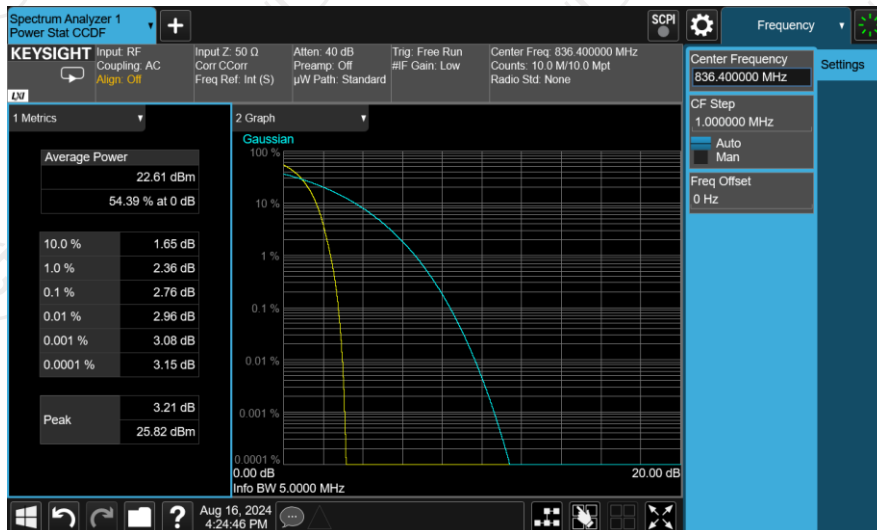 Spectrum Analyzer 1
Power Stat CCDF
+
SCPI
Frequency
KEYSIGHT
LXI
Input: RF
Coupling: AC
Align: Off
Input Z: 50 Ω
Corr CCorr
Freq Ref: Int (S)
Atten: 40 dB
Preamp: Off
µW Path: Standard
Trig: Free Run
#IF Gain: Low
Center Freq: 836.400000 MHz
Counts: 10.0 M/10.0 Mpt
Radio Std: None
Center Frequency
836.400000 MHz
Settings
CF Step
1.000000 MHz
Auto
Man
Freq Offset
0 Hz
1 Metrics
Average Power
22.61 dBm
54.39 % at 0 dB
10.0 % 1.65 dB
1.0 % 2.36 dB
0.1 % 2.76 dB
0.01 % 2.96 dB
0.001 % 3.08 dB
0.0001 % 3.15 dB
Peak
3.21 dB
25.82 dBm
2 Graph
Gaussian
100 %
10 %
1 %
0.1 %
0.01 %
0.001 %
0.0001 %
0.00 dB 20.00 dB
Info BW 5.0000 MHz
?
Aug 16, 2024
4:24:46 PM